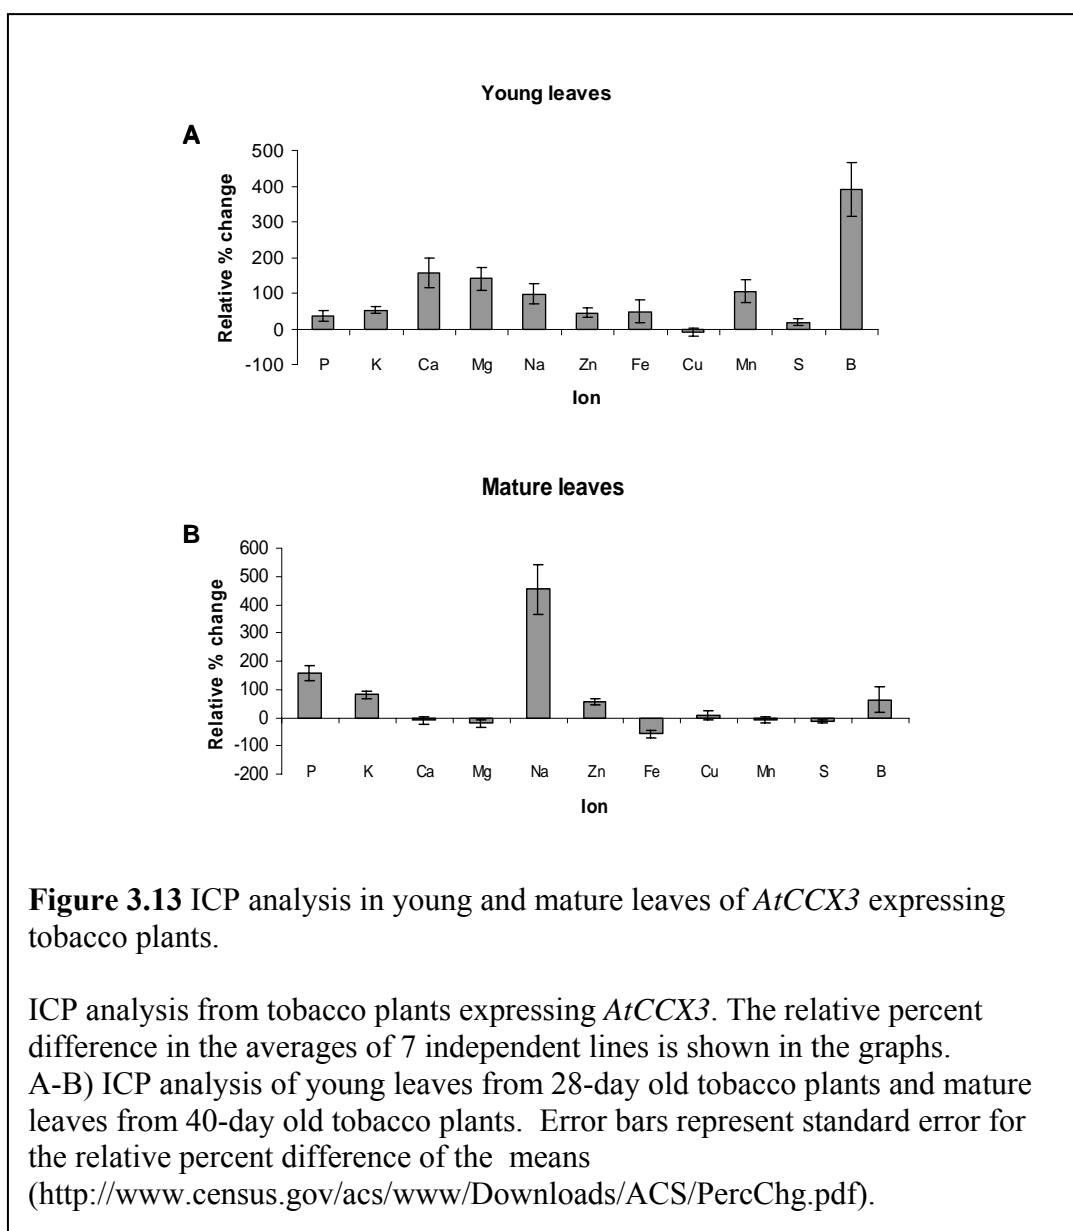 Young leaves
A
500
400
300
200
100
0
-100
Relative % change
P K Ca Mg Na Zn Fe Cu Mn S B
Ion
Mature leaves
B
600
500
400
300
200
100
0
-100
-200
Relative % change
P K Ca Mg Na Zn Fe Cu Mn S B
Ion
Figure 3.13 ICP analysis in young and mature leaves of AtCCX3 expressing
tobacco plants.
ICP analysis from tobacco plants expressing AtCCX3. The relative percent
difference in the averages of 7 independent lines is shown in the graphs.
A-B) ICP analysis of young leaves from 28-day old tobacco plants and mature
leaves from 40-day old tobacco plants.  Error bars represent standard error for
the relative percent difference of the  means
(http://www.census.gov/acs/www/Downloads/ACS/PercChg.pdf).